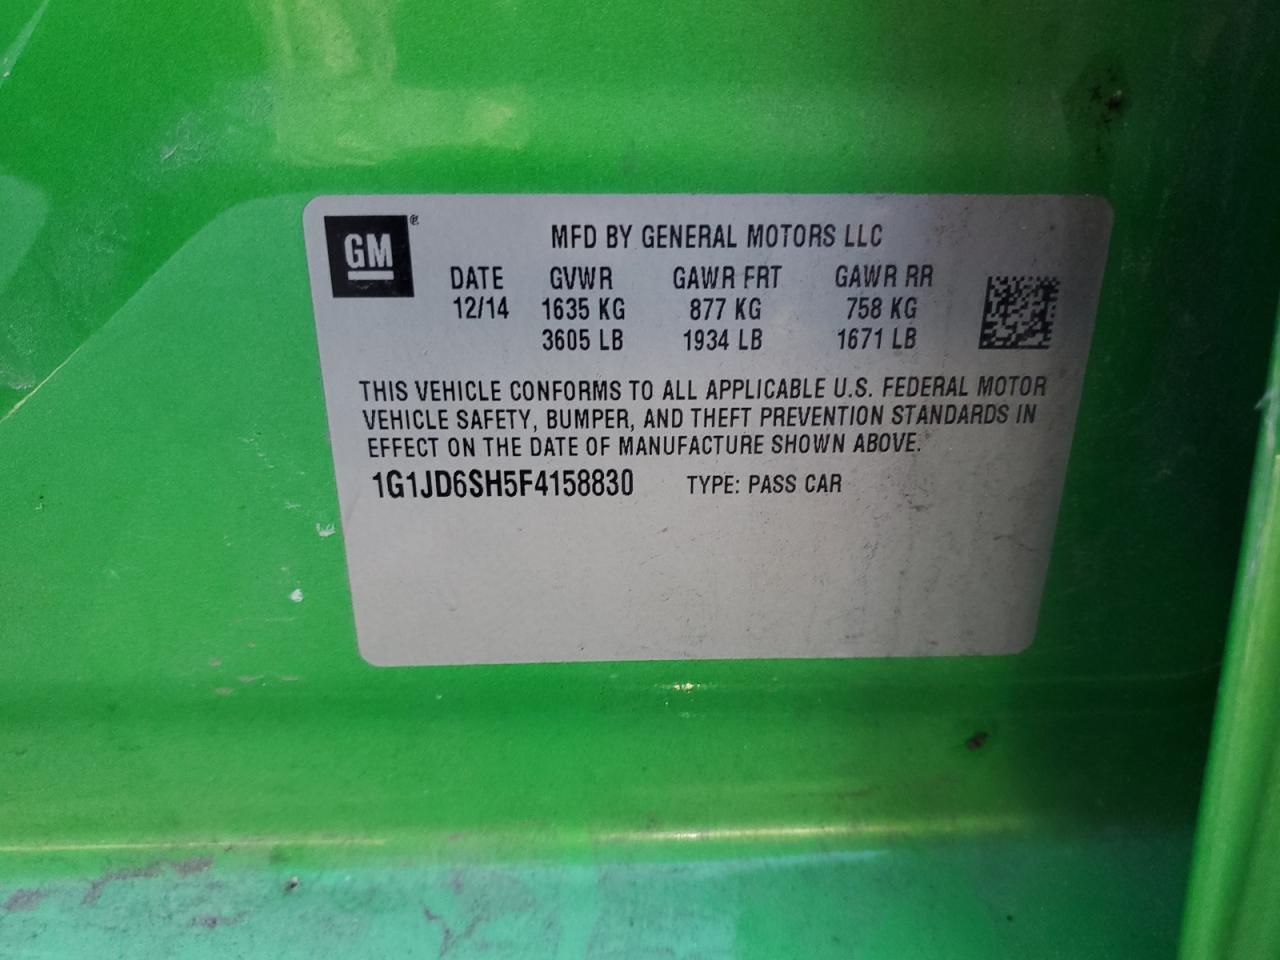 GM®
MFD BY GENERAL MOTORS LLC
DATE GVWR GAWR FRT GAWR RR
12/14 1635 KG 877 KG 758 KG
3605 LB 1934 LB 1671 LB
THIS VEHICLE CONFORMS TO ALL APPLICABLE U.S. FEDERAL MOTOR
VEHICLE SAFETY, BUMPER, AND THEFT PREVENTION STANDARDS IN
EFFECT ON THE DATE OF MANUFACTURE SHOWN ABOVE.
1G1JD6SH5F4158830 TYPE: PASS CAR